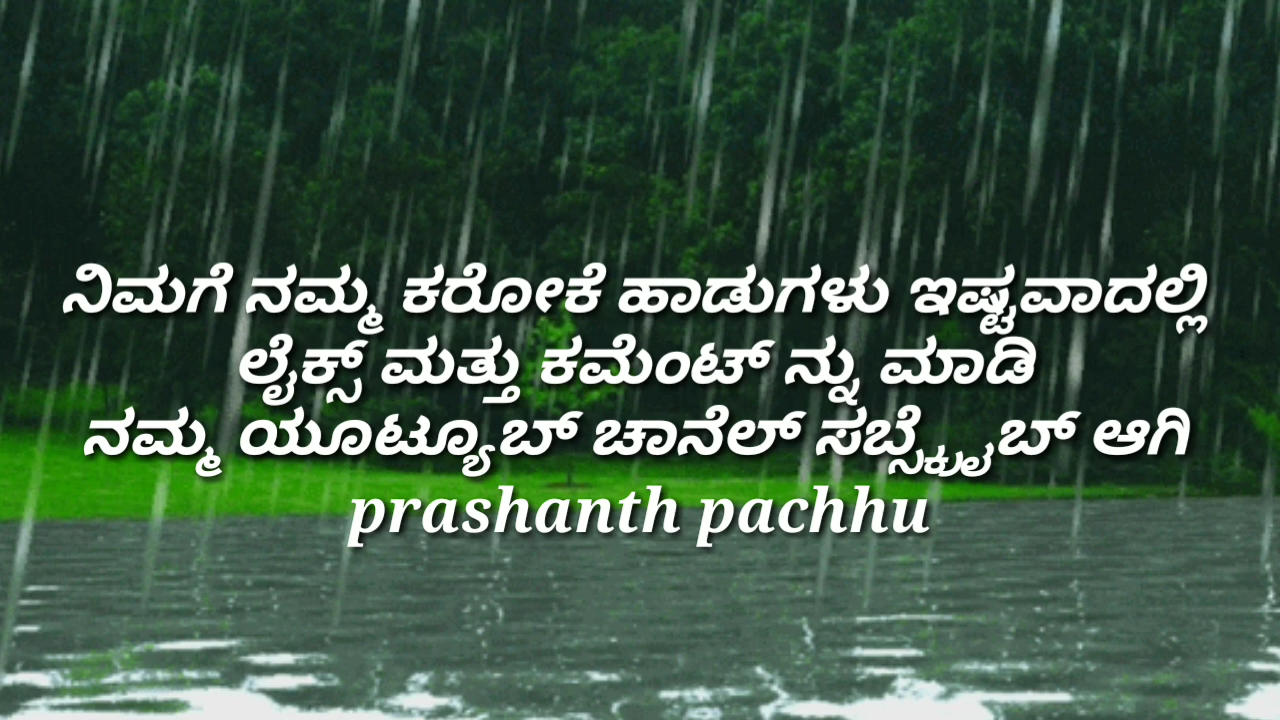 ನಿಮಗೆ ನಮ್ಮ ಕರೋಕೆ ಹಾಡುಗಳು ಇಷ್ಟವಾದಲ್ಲಿ
ಲೈಕ್ಸ್ ಮತ್ತು ಕಮೆಂಟ್ ನ್ನು ಮಾಡಿ
ನಮ್ಮ ಯೂಟ್ಯೂಬ್ ಚಾನೆಲ್ ಸಬ್ಸ್ಕ್ರೈಬ್ ಆಗಿ
prashanth pachhu